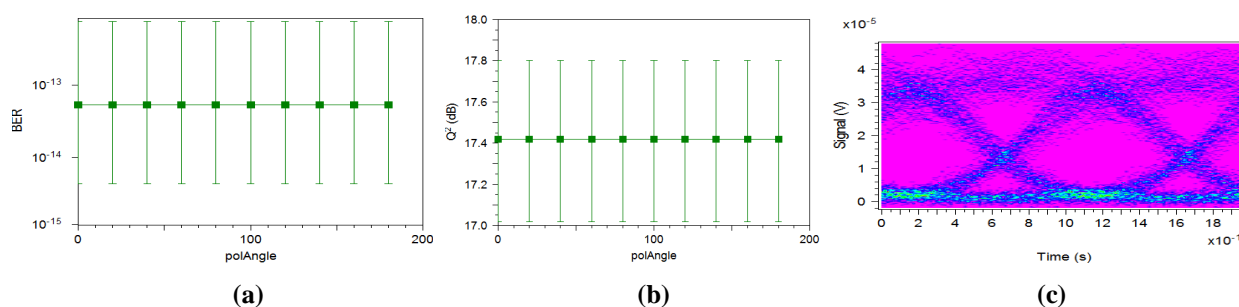 10⁻¹³
10⁻¹⁴
10⁻¹⁵
BER
0
100
200
polAngle
(a)
18.0
17.8
17.6
17.4
17.2
17.0
Q² (dB)
0
100
200
polAngle
(b)
x10⁻⁵
4
3
2
1
0
Signal (V)
0 2 4 6 8 10 12 14 16 18
Time (s)
(c)